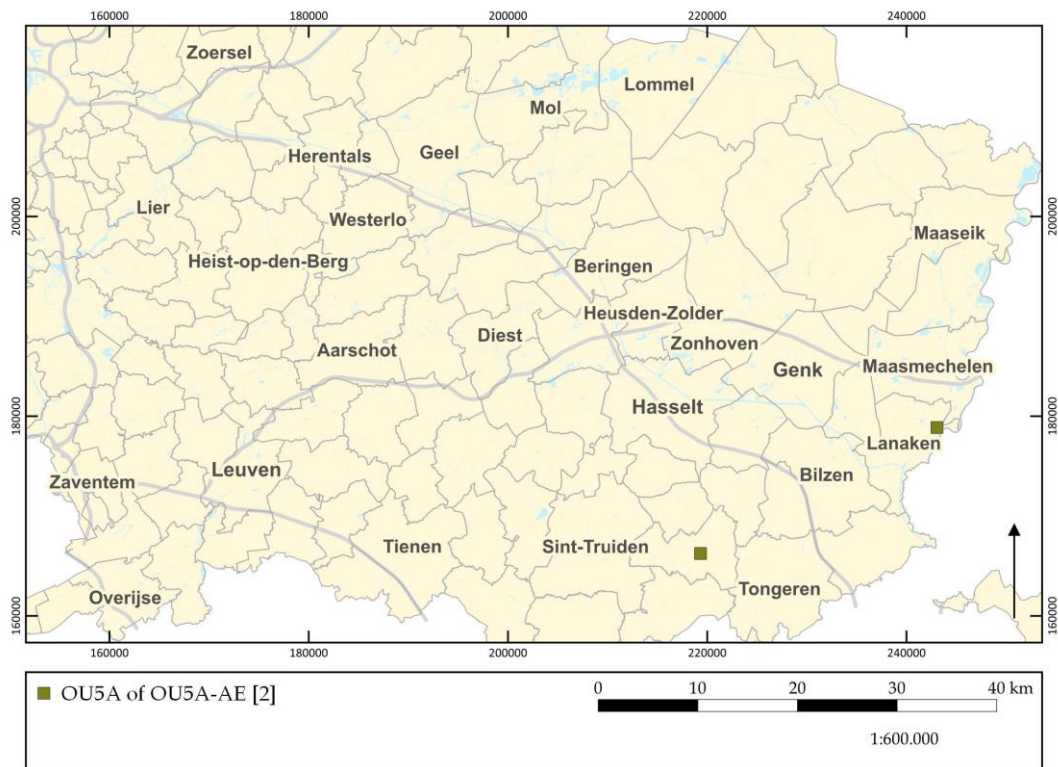 160000 180000 200000 220000 240000
Zoersel
Lommel
Mol
Herentals Geel
200000 200000
Lier Westerlo
Maaseik
Heist-op-den-Berg Beringen
Heusden-Zolder
Diest Zonhoven
Aarschot Genk Maasmechelen
Hasselt
180000 180000
Lanaken
Leuven Bilzen
Zaventem
Tienen Sint-Truiden
Tongeren
Overijse
160000 160000
160000 180000 200000 220000 240000
OU5A of OU5A-AE [2] 0 10 20 30 40 km
1:600.000